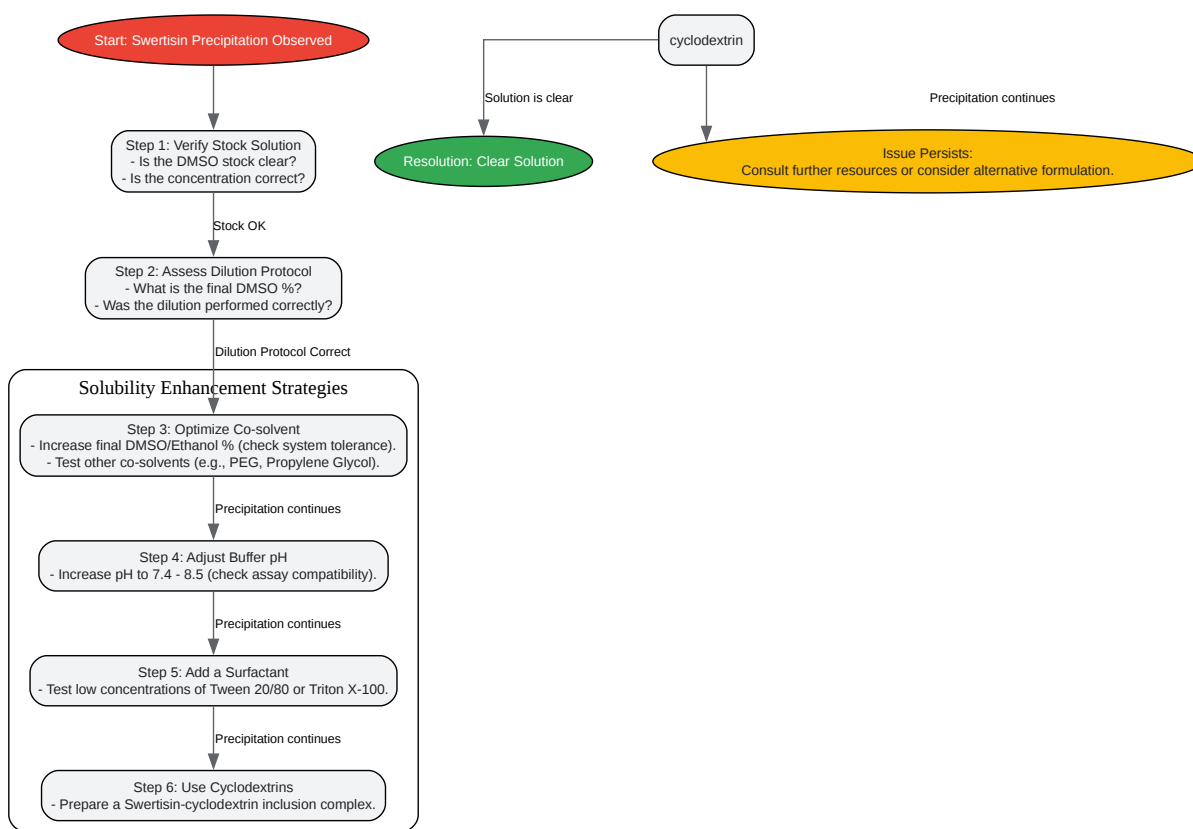 Start: Swertisin Precipitation Observed
Step 1: Verify Stock Solution
- Is the DMSO stock clear?
- Is the concentration correct?
Stock OK
Step 2: Assess Dilution Protocol
- What is the final DMSO %?
- Was the dilution performed correctly?
Dilution Protocol Correct
Solubility Enhancement Strategies
Step 3: Optimize Co-solvent
- Increase final DMSO/Ethanol % (check system tolerance).
- Test other co-solvents (e.g., PEG, Propylene Glycol).
Precipitation continues
Step 4: Adjust Buffer pH
- Increase pH to 7.4 - 8.5 (check assay compatibility).
Precipitation continues
Step 5: Add a Surfactant
- Test low concentrations of Tween 20/80 or Triton X-100.
Precipitation continues
Step 6: Use Cyclodextrins
- Prepare a Swertisin-cyclodextrin inclusion complex.
cyclodextrin
Solution is clear
Precipitation continues
Resolution: Clear Solution
Issue Persists:
Consult further resources or consider alternative formulation.